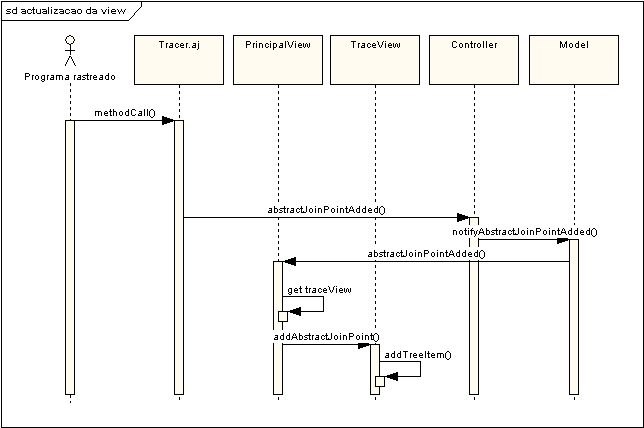 sd actualizacao da view
Programa rastreado
Tracer.aj
PrincipalView
TraceView
Controller
Model
methodCall()
abstractJoinPointAdded()
notifyAbstractJoinPointAdded()
abstractJoinPointAdded()
get traceView
addAbstractJoinPoint()
addTreeItem()